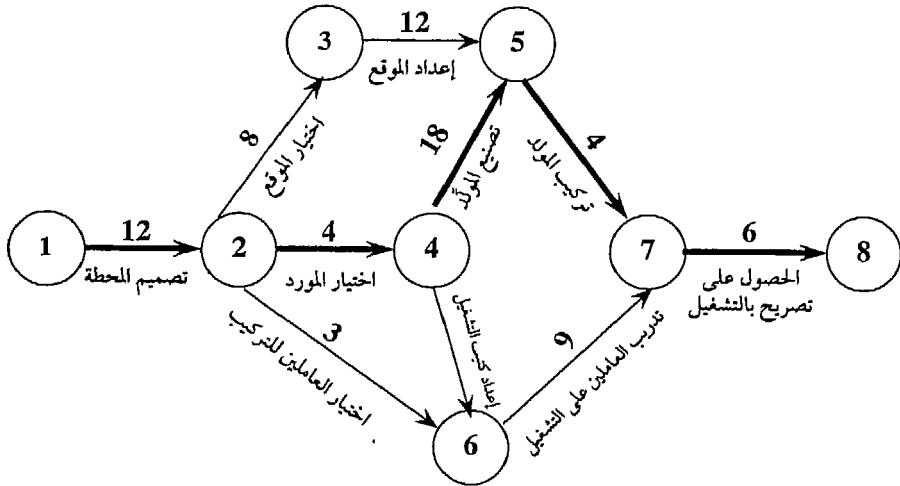 3
12
5
إعداد الموقع
8
اختيار الموقع
18
تصنيع المولّد
4
تركيب المولد
1
12
2
4
4
7
6
8
تصميم المحطة
اختيار المورد
الحصول على
تصريح بالتشغيل
3
اختيار العاملين للتركيب
إعداد كتب التشغيل
9
تدريب العاملين على التشغيل
6